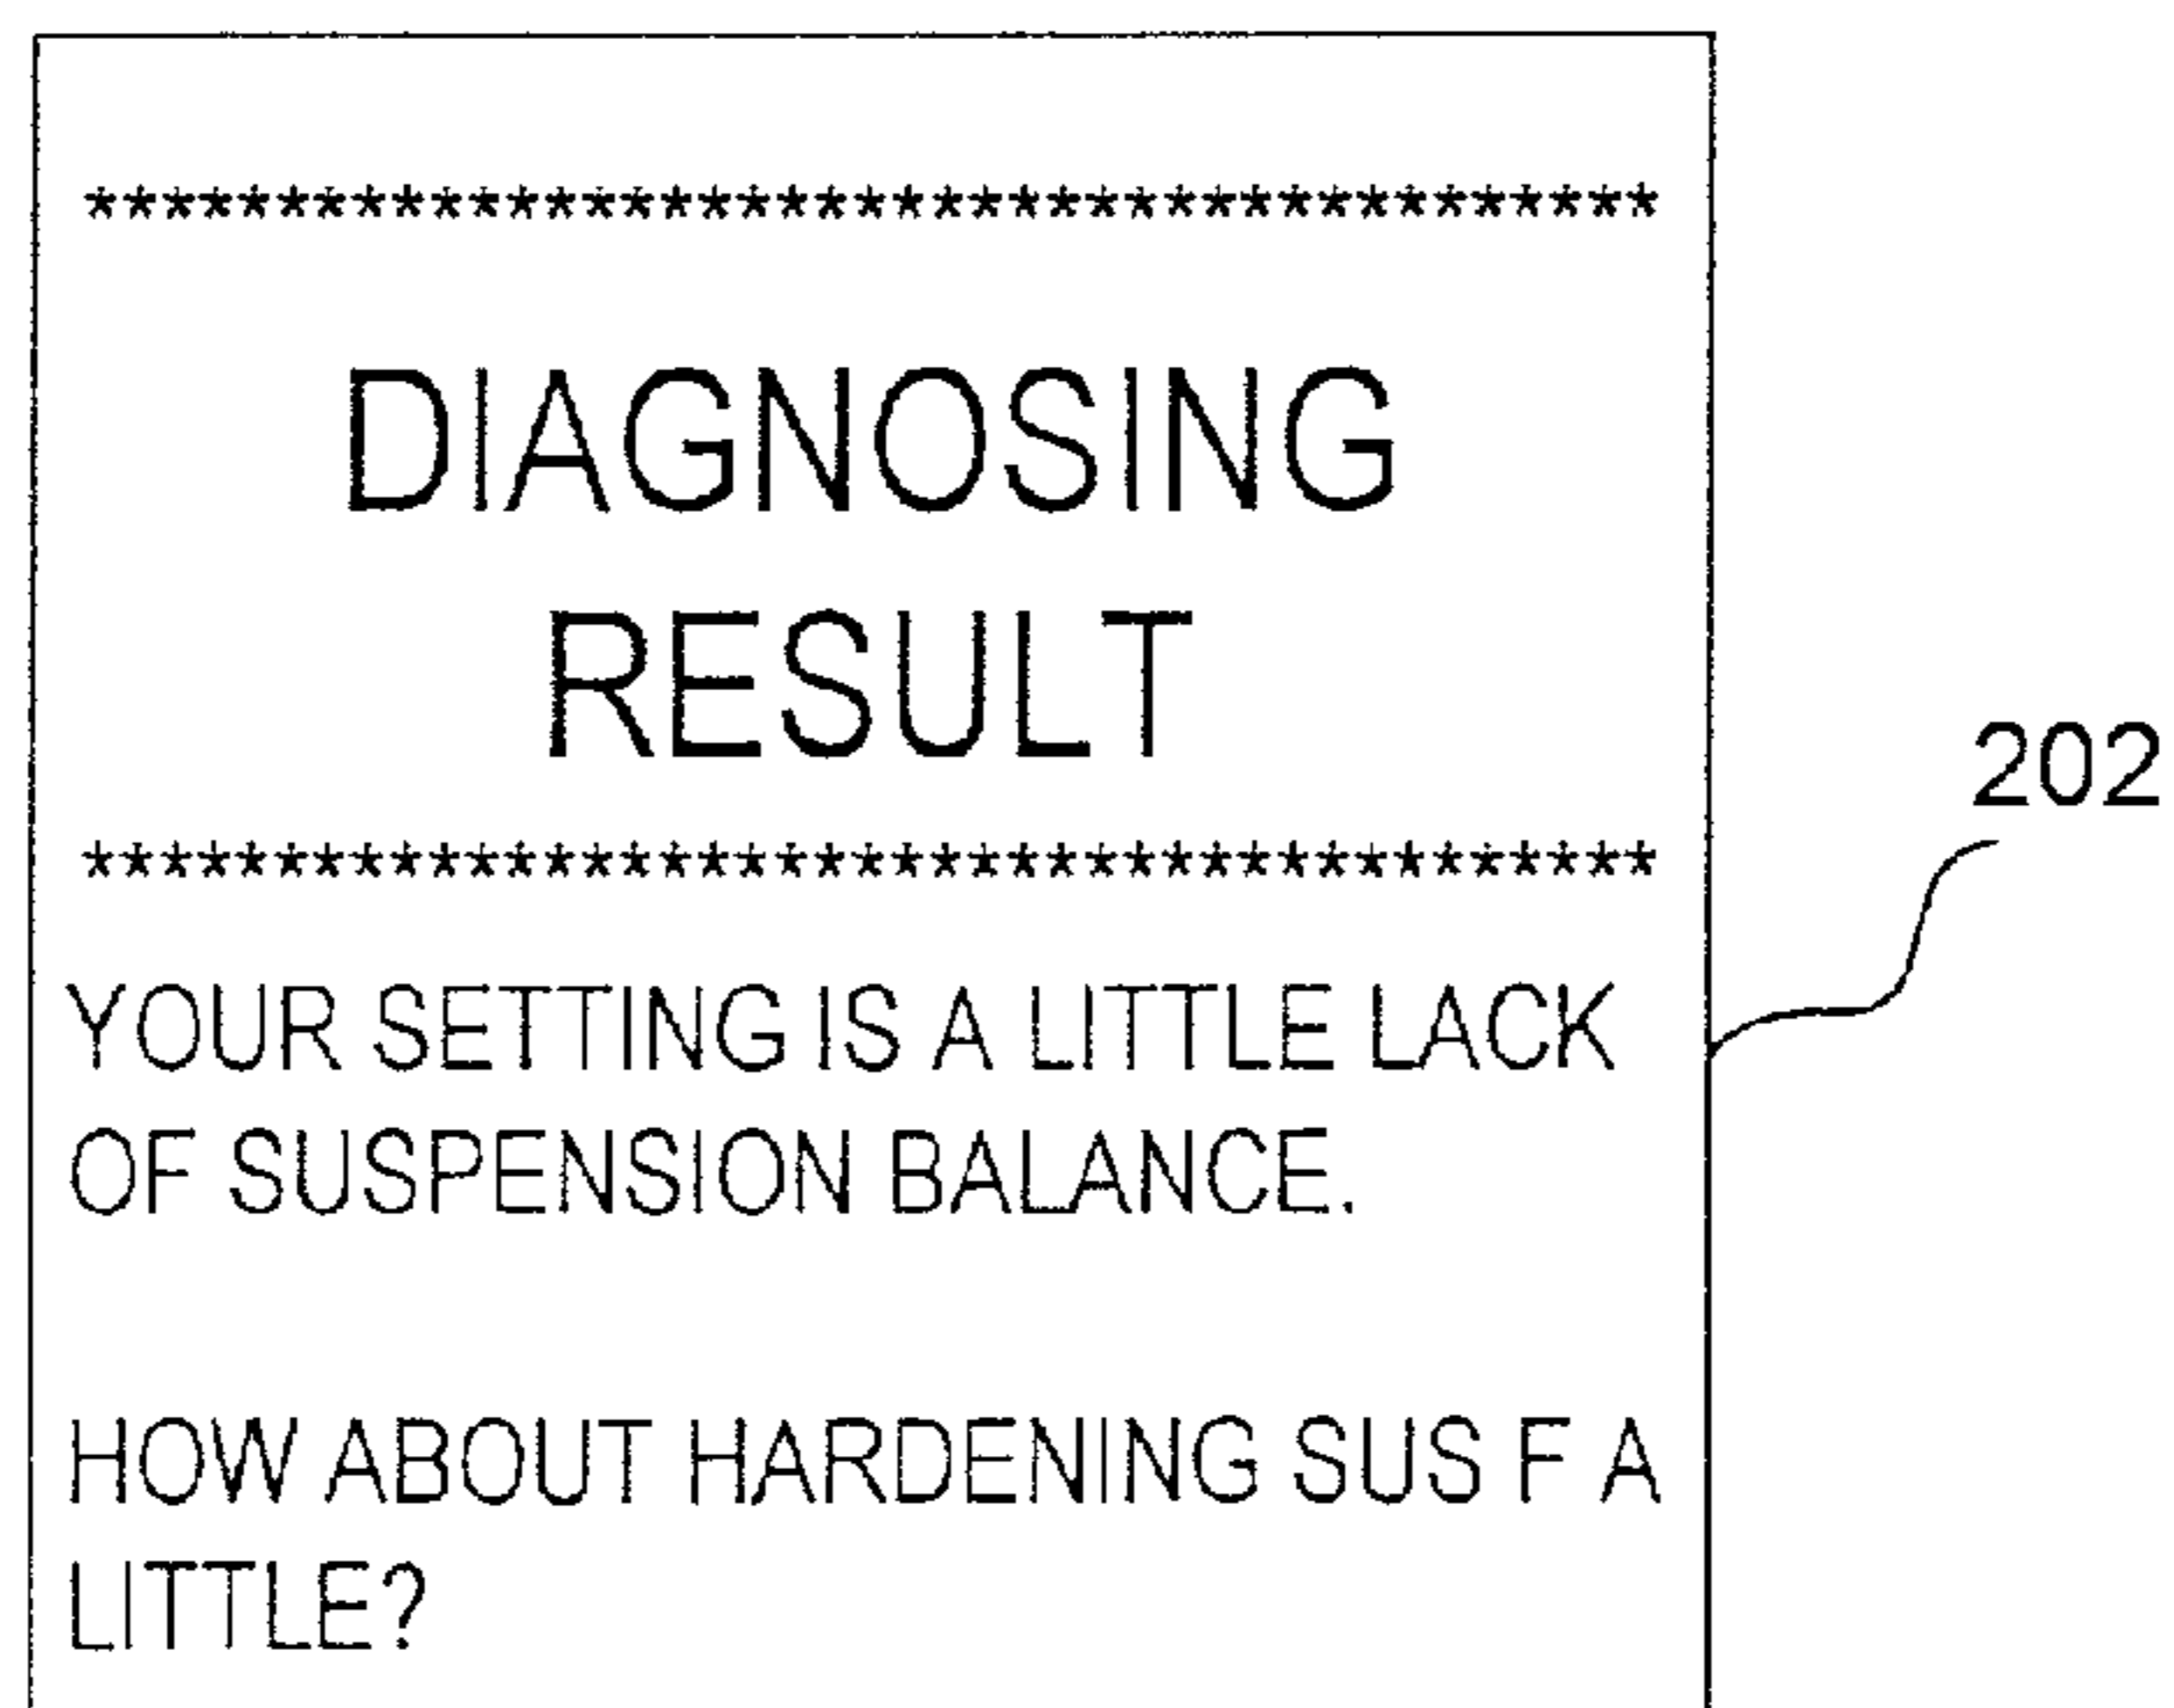 *****************************************
DIAGNOSING
RESULT
*****************************************
202
YOUR SETTING IS A LITTLE LACK
OF SUSPENSION BALANCE.
HOW ABOUT HARDENING SUS F A
LITTLE?